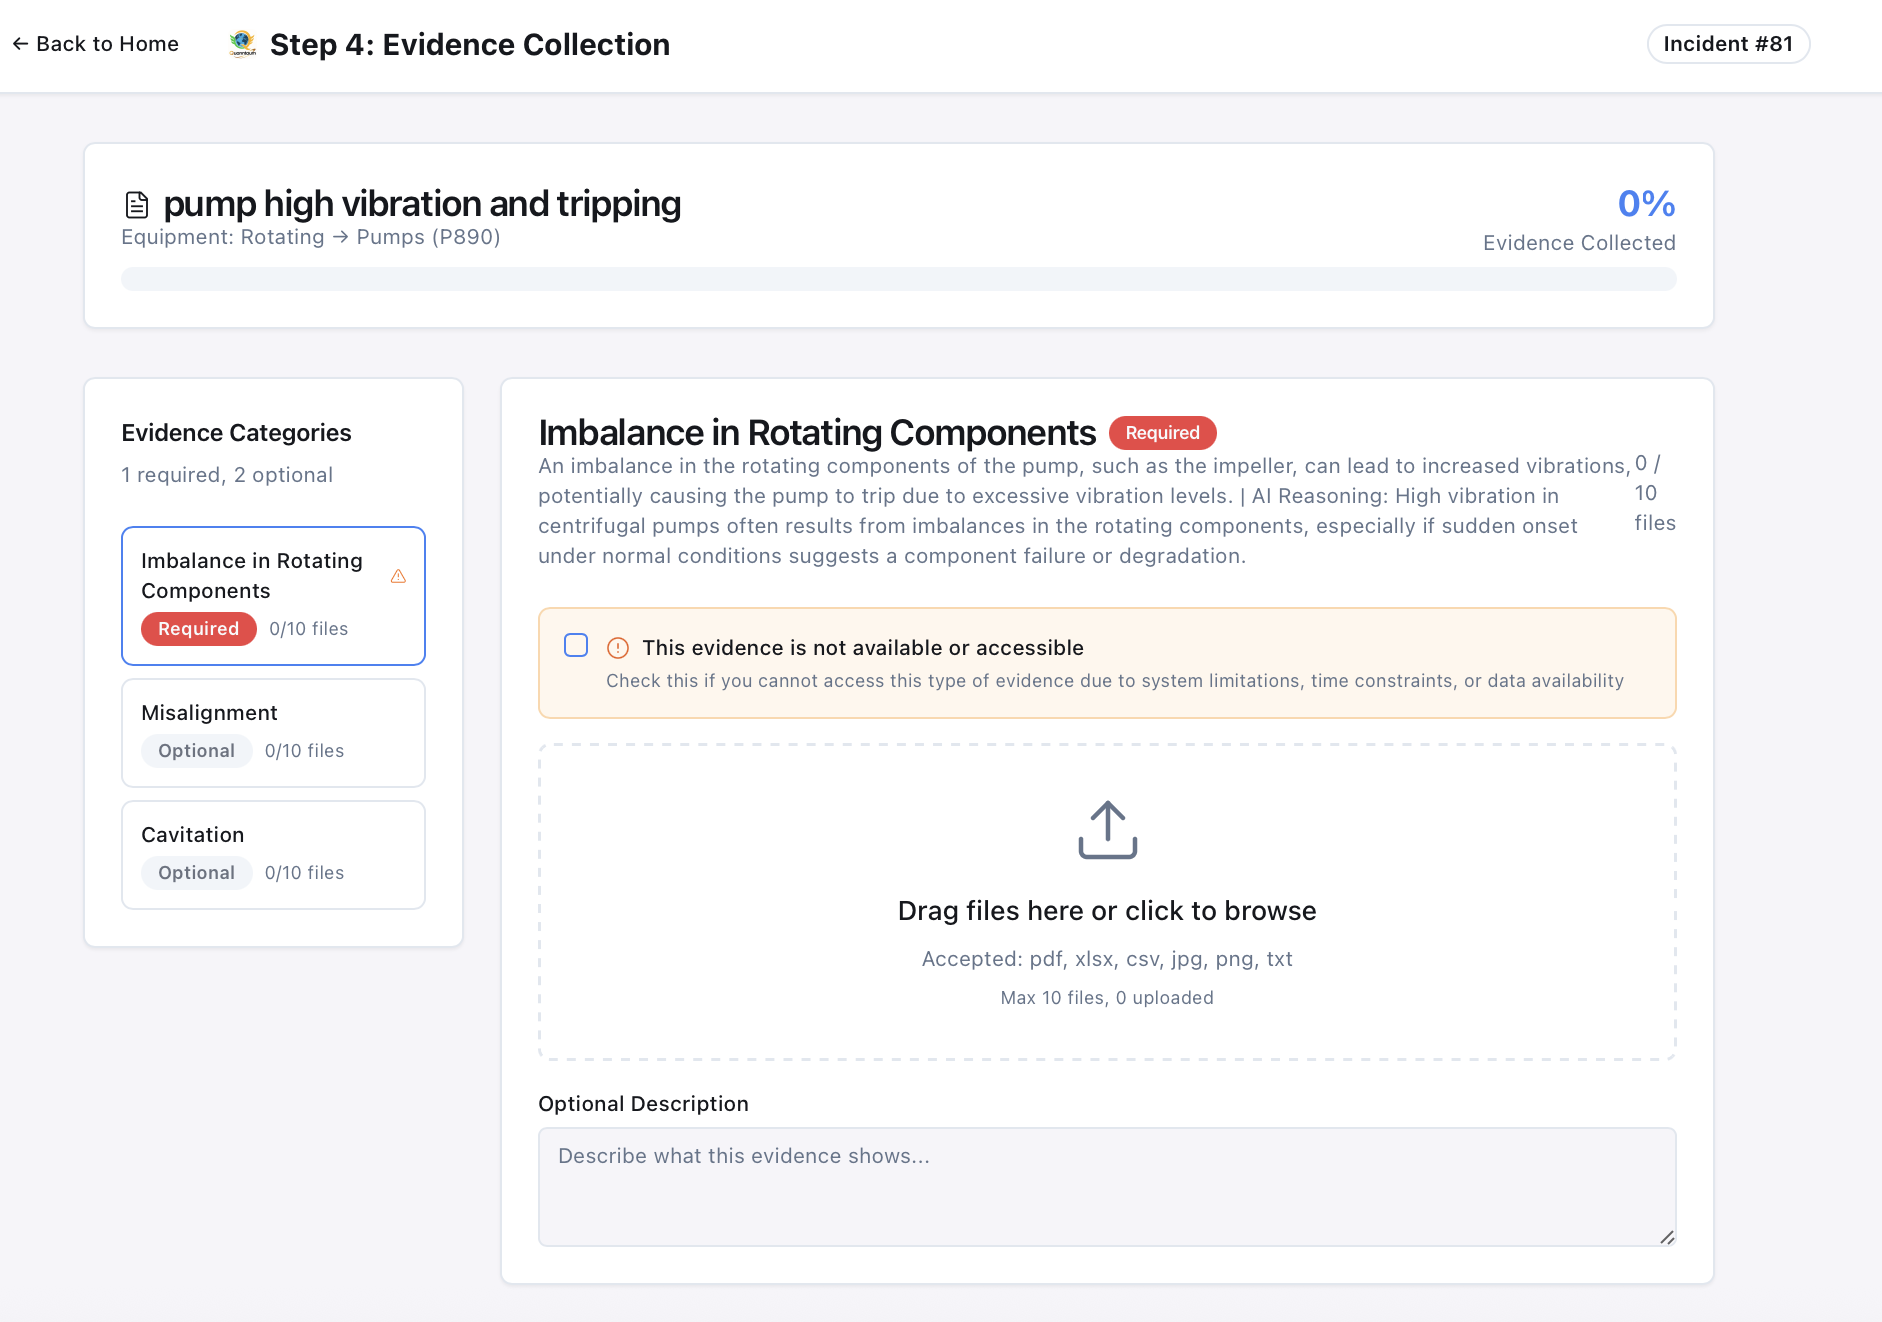 ← Back to Home
Step 4: Evidence Collection
Incident #81
pump high vibration and tripping
Equipment: Rotating → Pumps (P890)
0%
Evidence Collected
Evidence Categories
1 required, 2 optional
Imbalance in Rotating
Components
Required 0/10 files
Misalignment
Optional 0/10 files
Cavitation
Optional 0/10 files
Imbalance in Rotating Components Required
An imbalance in the rotating components of the pump, such as the impeller, can lead to increased vibrations,
potentially causing the pump to trip due to excessive vibration levels. | AI Reasoning: High vibration in
centrifugal pumps often results from imbalances in the rotating components, especially if sudden onset
under normal conditions suggests a component failure or degradation.
0 /
10
files
This evidence is not available or accessible
Check this if you cannot access this type of evidence due to system limitations, time constraints, or data availability
Drag files here or click to browse
Accepted: pdf, xlsx, csv, jpg, png, txt
Max 10 files, 0 uploaded
Optional Description
Describe what this evidence shows...